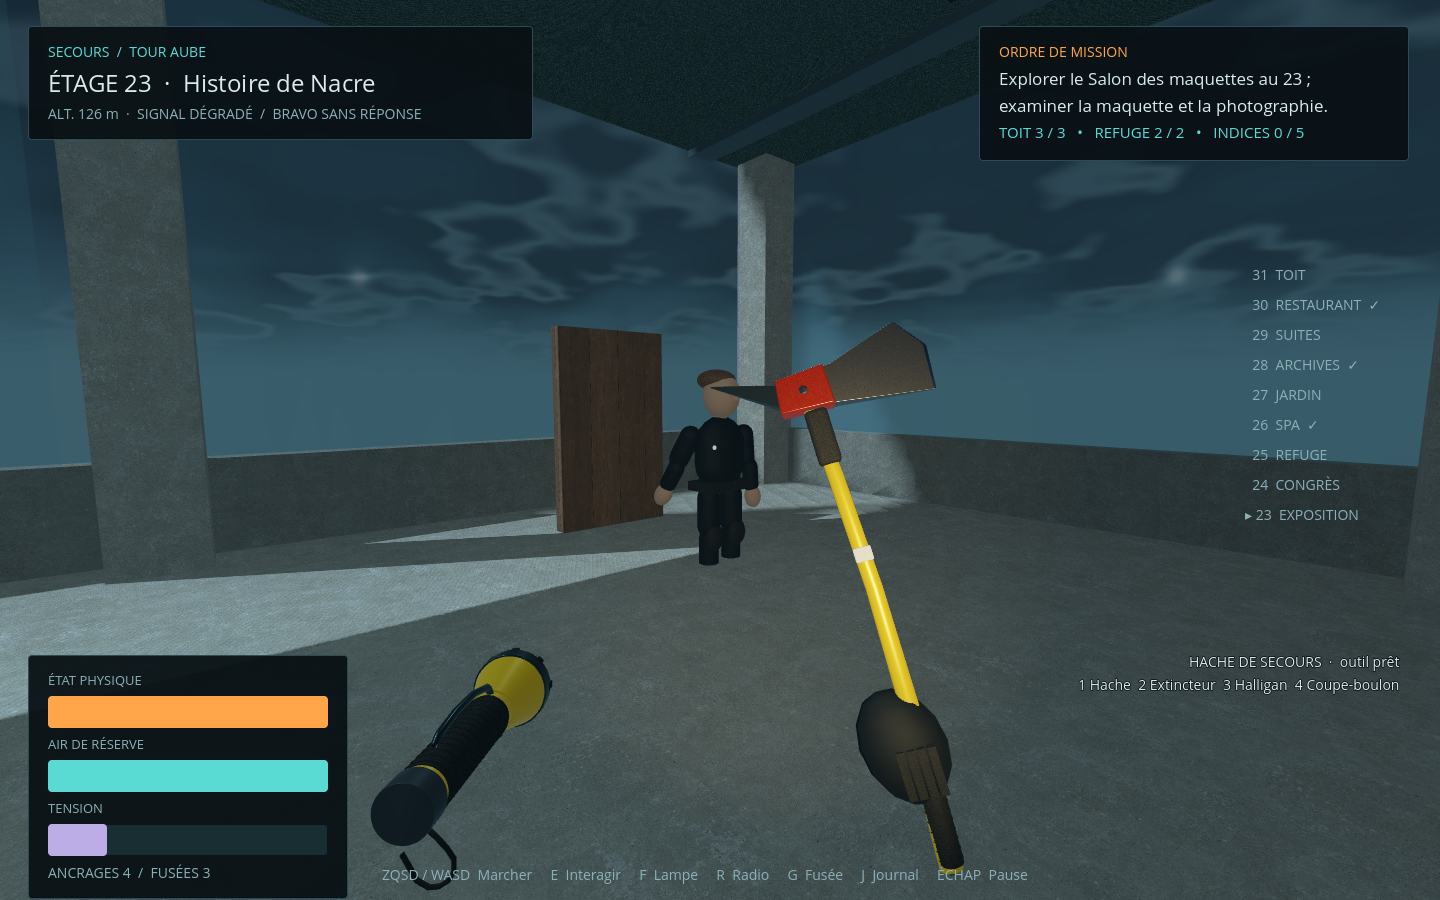 SECOURS / TOUR AUBE
ÉTAGE 23 · Histoire de Nacre
ALT. 126 m · SIGNAL DÉGRADÉ / BRAVO SANS RÉPONSE
ORDRE DE MISSION
Explorer le Salon des maquettes au 23 ;
examiner la maquette et la photographie.
TOIT 3 / 3 • REFUGE 2 / 2 • INDICES 0 / 5
31 TOIT
30 RESTAURANT ✓
29 SUITES
28 ARCHIVES ✓
27 JARDIN
26 SPA ✓
25 REFUGE
24 CONGRÈS
▸ 23 EXPOSITION
HACHE DE SECOURS · outil prêt
1 Hache 2 Extincteur 3 Halligan 4 Coupe-boulon
ÉTAT PHYSIQUE
AIR DE RÉSERVE
TENSION
ANCRAGES 4 / FUSÉES 3
ZQSD / WASD Marcher E Interagir F Lampe R Radio G Fusée J Journal ECHAP Pause